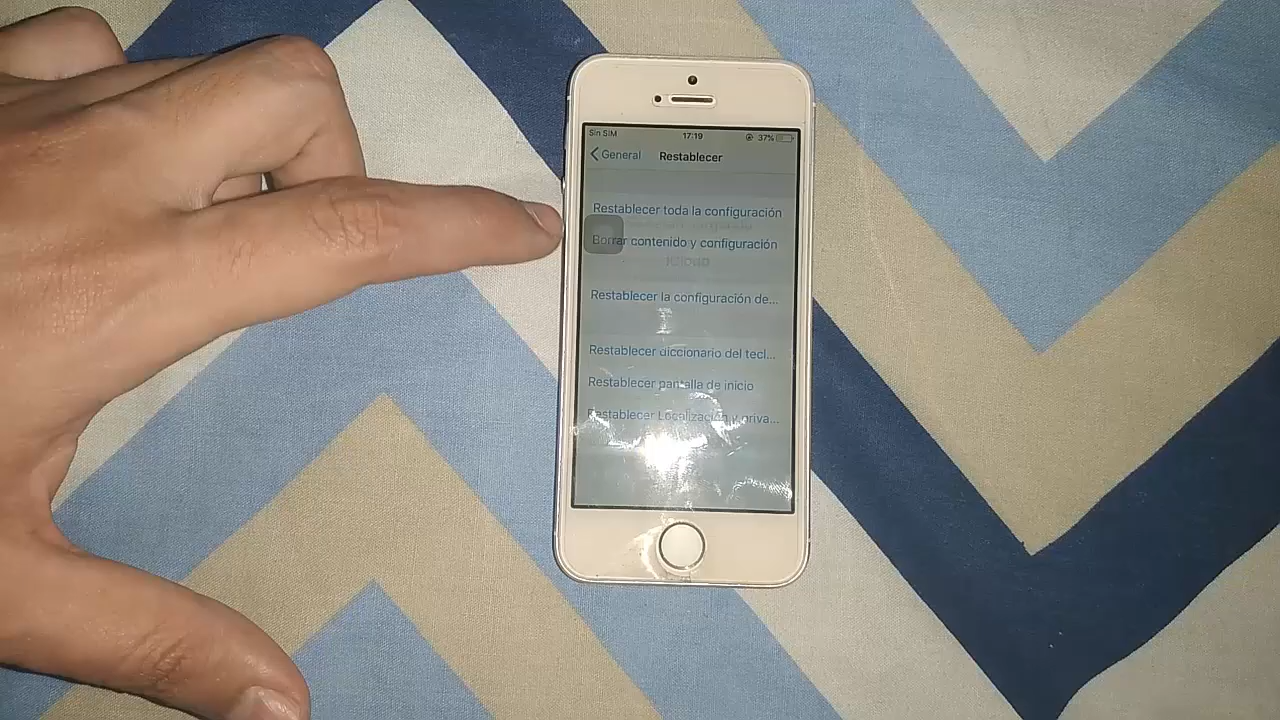 Sin SIM 17:19 37%
General Restablecer
Restablecer toda la configuración
Borrar contenido y configuración
iCloud
Restablecer la configuración de...
Restablecer diccionario del tecl...
Restablecer pantalla de inicio
Restablecer Localización y priva...